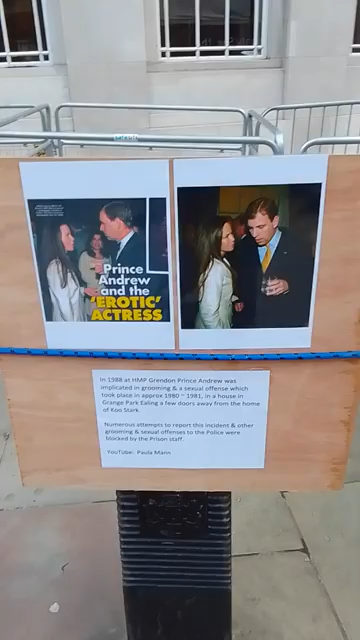 Prince
Andrew
and the
'EROTIC'
ACTRESS
In 1988 at HMP Grendon Prince Andrew was
implicated in grooming & a sexual offense which
took place in approx 1980 ~ 1981, in a house in
Grange Park Ealing a few doors away from the home
of Koo Stark.
Numerous attempts to report this incident & other
grooming & sexual offenses to the Police were
blocked by the Prison staff.
YouTube: Paula Mann